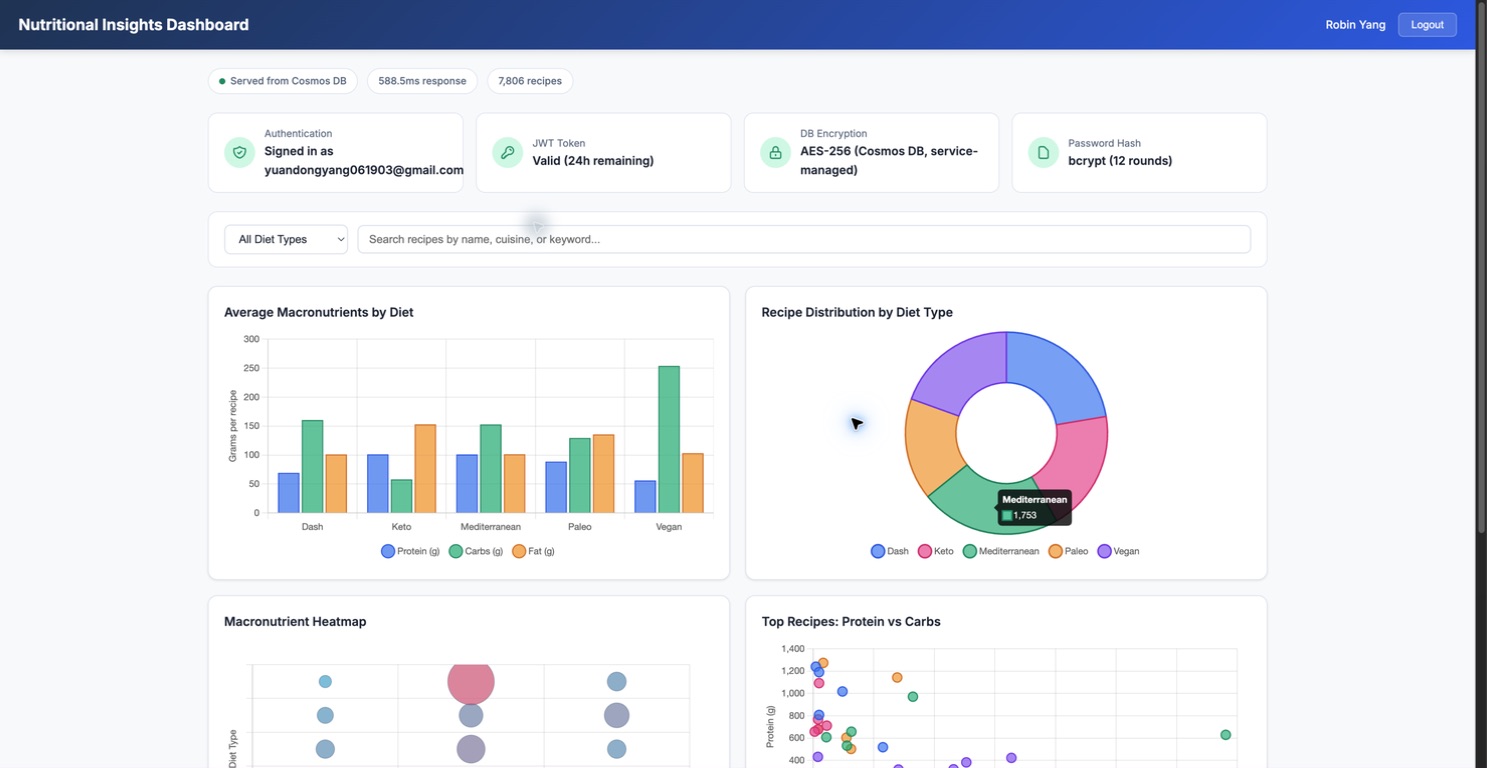 Nutritional Insights Dashboard
Robin Yang
Logout
Served from Cosmos DB
588.5ms response
7,806 recipes
Authentication
Signed in as
yuandongyang061903@gmail.com
JWT Token
Valid (24h remaining)
DB Encryption
AES-256 (Cosmos DB, service-
managed)
Password Hash
bcrypt (12 rounds)
All Diet Types
Search recipes by name, cuisine, or keyword...
Average Macronutrients by Diet
300
250
200
150
100
50
0
Grams per recipe
Dash
Keto
Mediterranean
Paleo
Vegan
Protein (g)
Carbs (g)
Fat (g)
Recipe Distribution by Diet Type
Mediterranean
1,753
Dash
Keto
Mediterranean
Paleo
Vegan
Macronutrient Heatmap
Diet Type
Top Recipes: Protein vs Carbs
1,400
1,200
1,000
800
600
400
Protein (g)